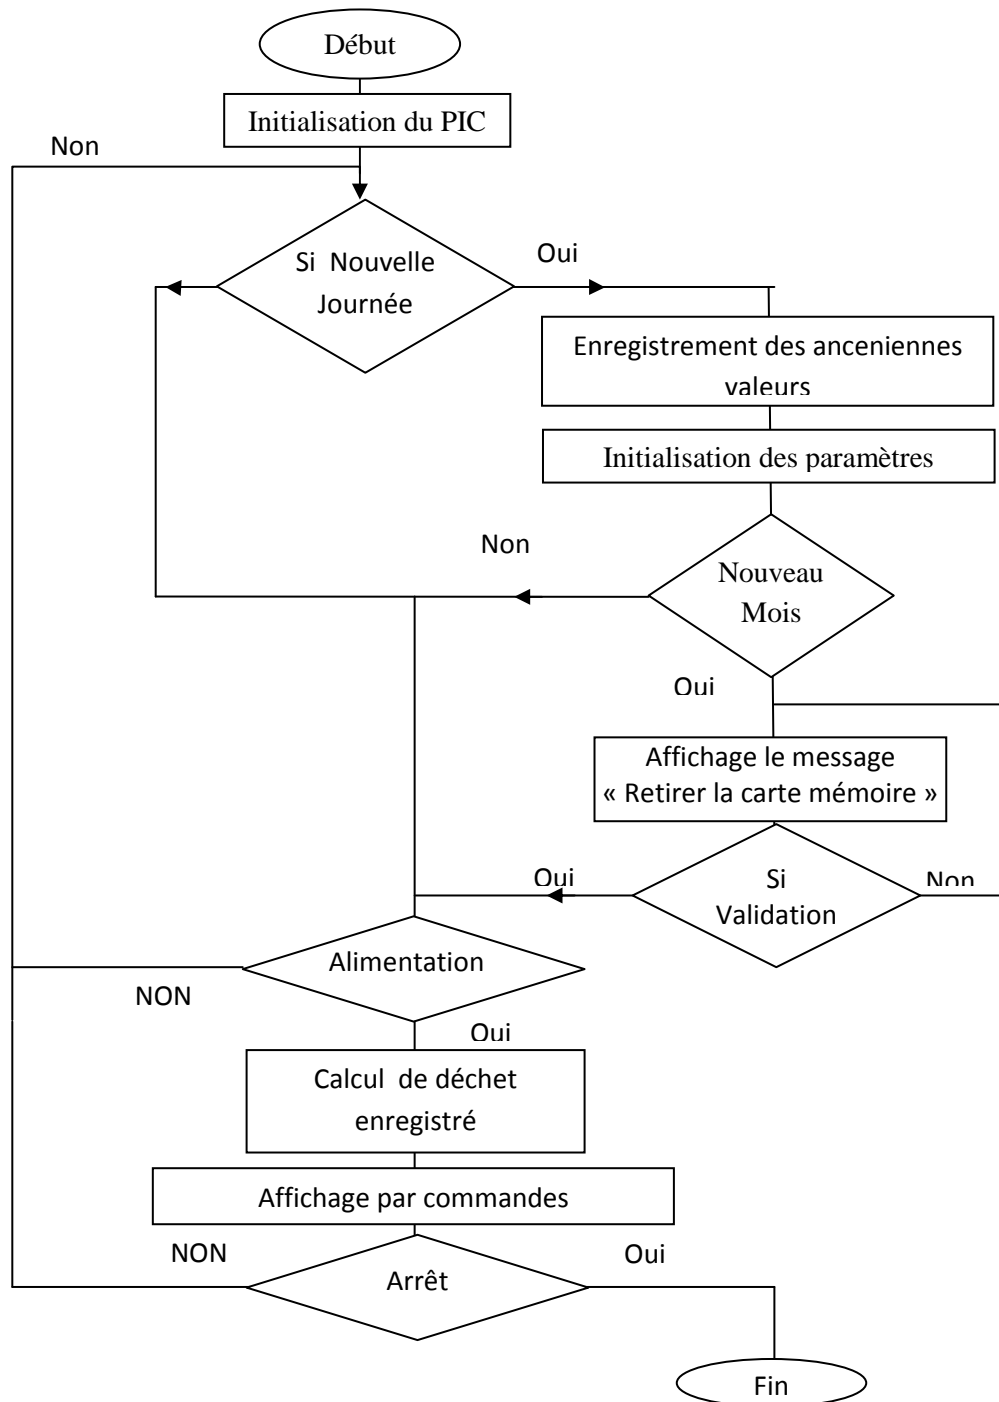 Début
Initialisation du PIC
Non
Si Nouvelle
Journée
Oui
Enregistrement des anceniennes
valeurs
Initialisation des paramètres
Non
Nouveau
Mois
Oui
Affichage le message
« Retirer la carte mémoire »
Oui
Si
Validation
Non
Alimentation
NON
Oui
Calcul de déchet
enregistré
Affichage par commandes
NON
Oui
Arrêt
Fin